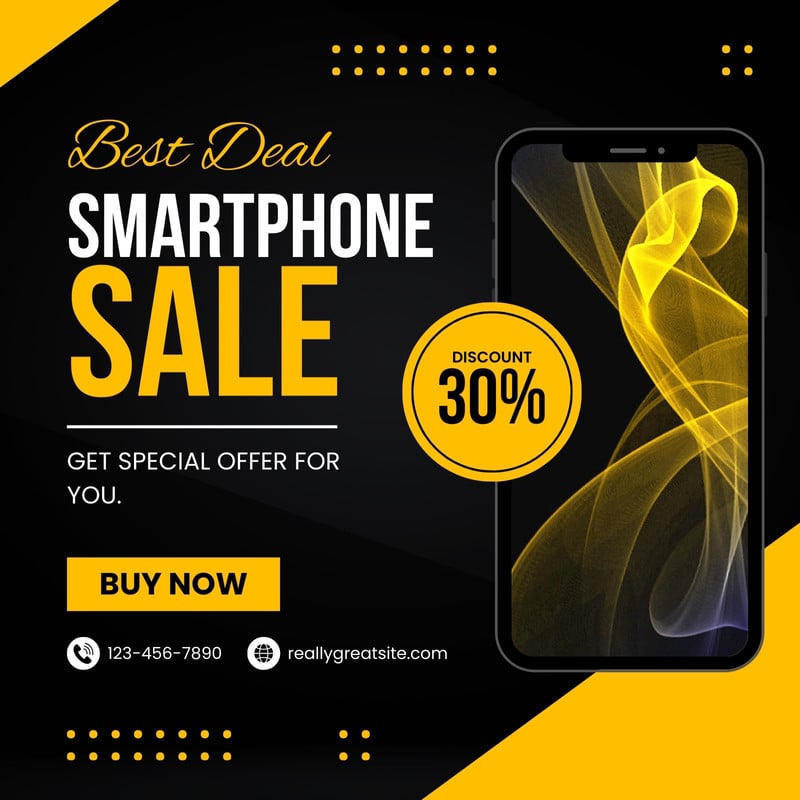 Best Deal
SMARTPHONE
SALE
DISCOUNT
30%
GET SPECIAL OFFER FOR
YOU.
BUY NOW
123-456-7890
reallygreatsite.com